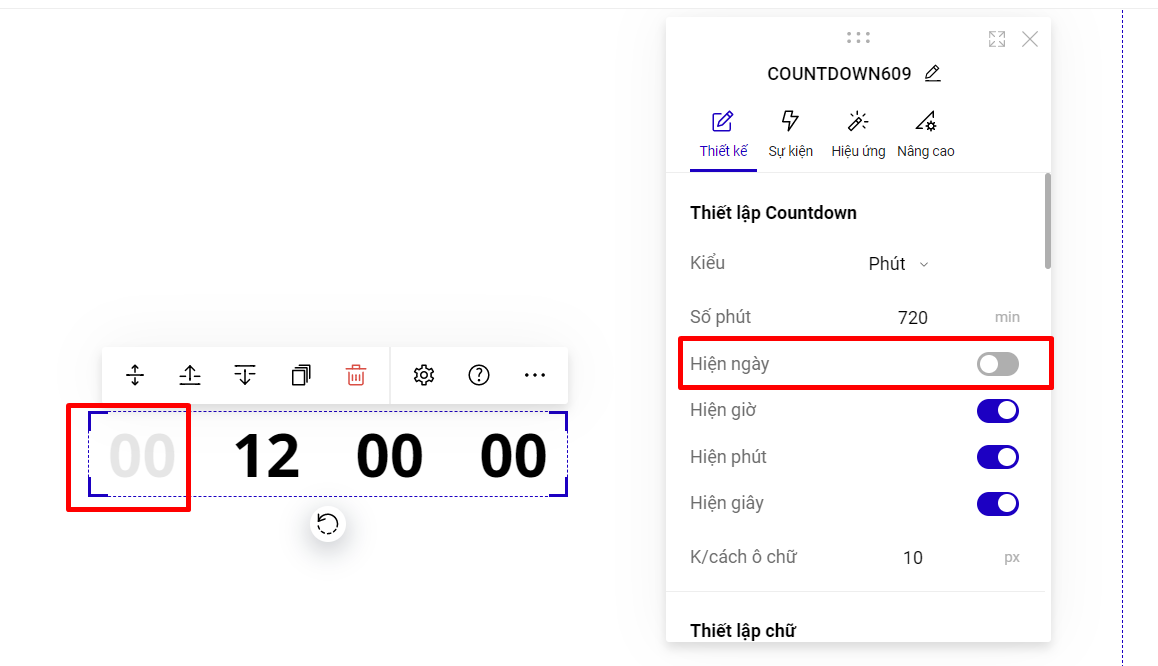 COUNTDOWN609
Thiết kế Sự kiện Hiệu ứng Nâng cao
Thiết lập Countdown
Kiểu Phút
Số phút 720 min
Hiện ngày
Hiện giờ
Hiện phút
Hiện giây
K/cách ô chữ 10 px
Thiết lập chữ
00 12 00 00